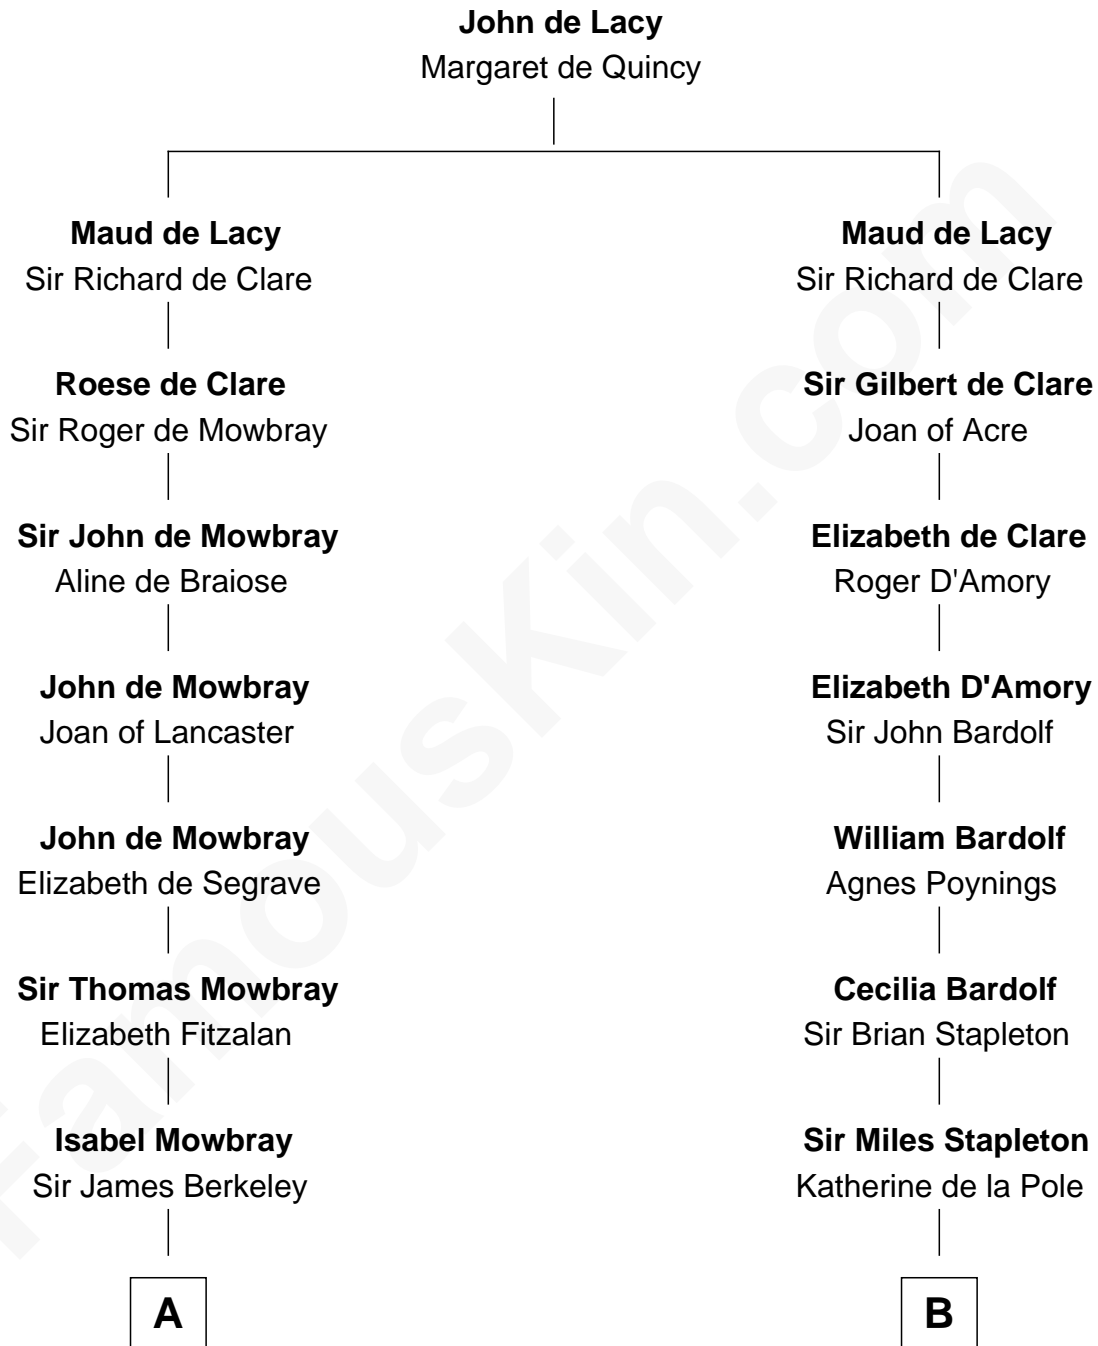 John de Lacy
Margaret de Quincy
Maud de Lacy
Sir Richard de Clare
Roese de Clare
Sir Roger de Mowbray
Sir John de Mowbray
Aline de Braiose
John de Mowbray
Joan of Lancaster
John de Mowbray
Elizabeth de Segrave
Sir Thomas Mowbray
Elizabeth Fitzalan
Isabel Mowbray
Sir James Berkeley
A
Maud de Lacy
Sir Richard de Clare
Sir Gilbert de Clare
Joan of Acre
Elizabeth de Clare
Roger D'Amory
Elizabeth D'Amory
Sir John Bardolf
William Bardolf
Agnes Poynings
Cecilia Bardolf
Sir Brian Stapleton
Sir Miles Stapleton
Katherine de la Pole
B
FamousKin.com